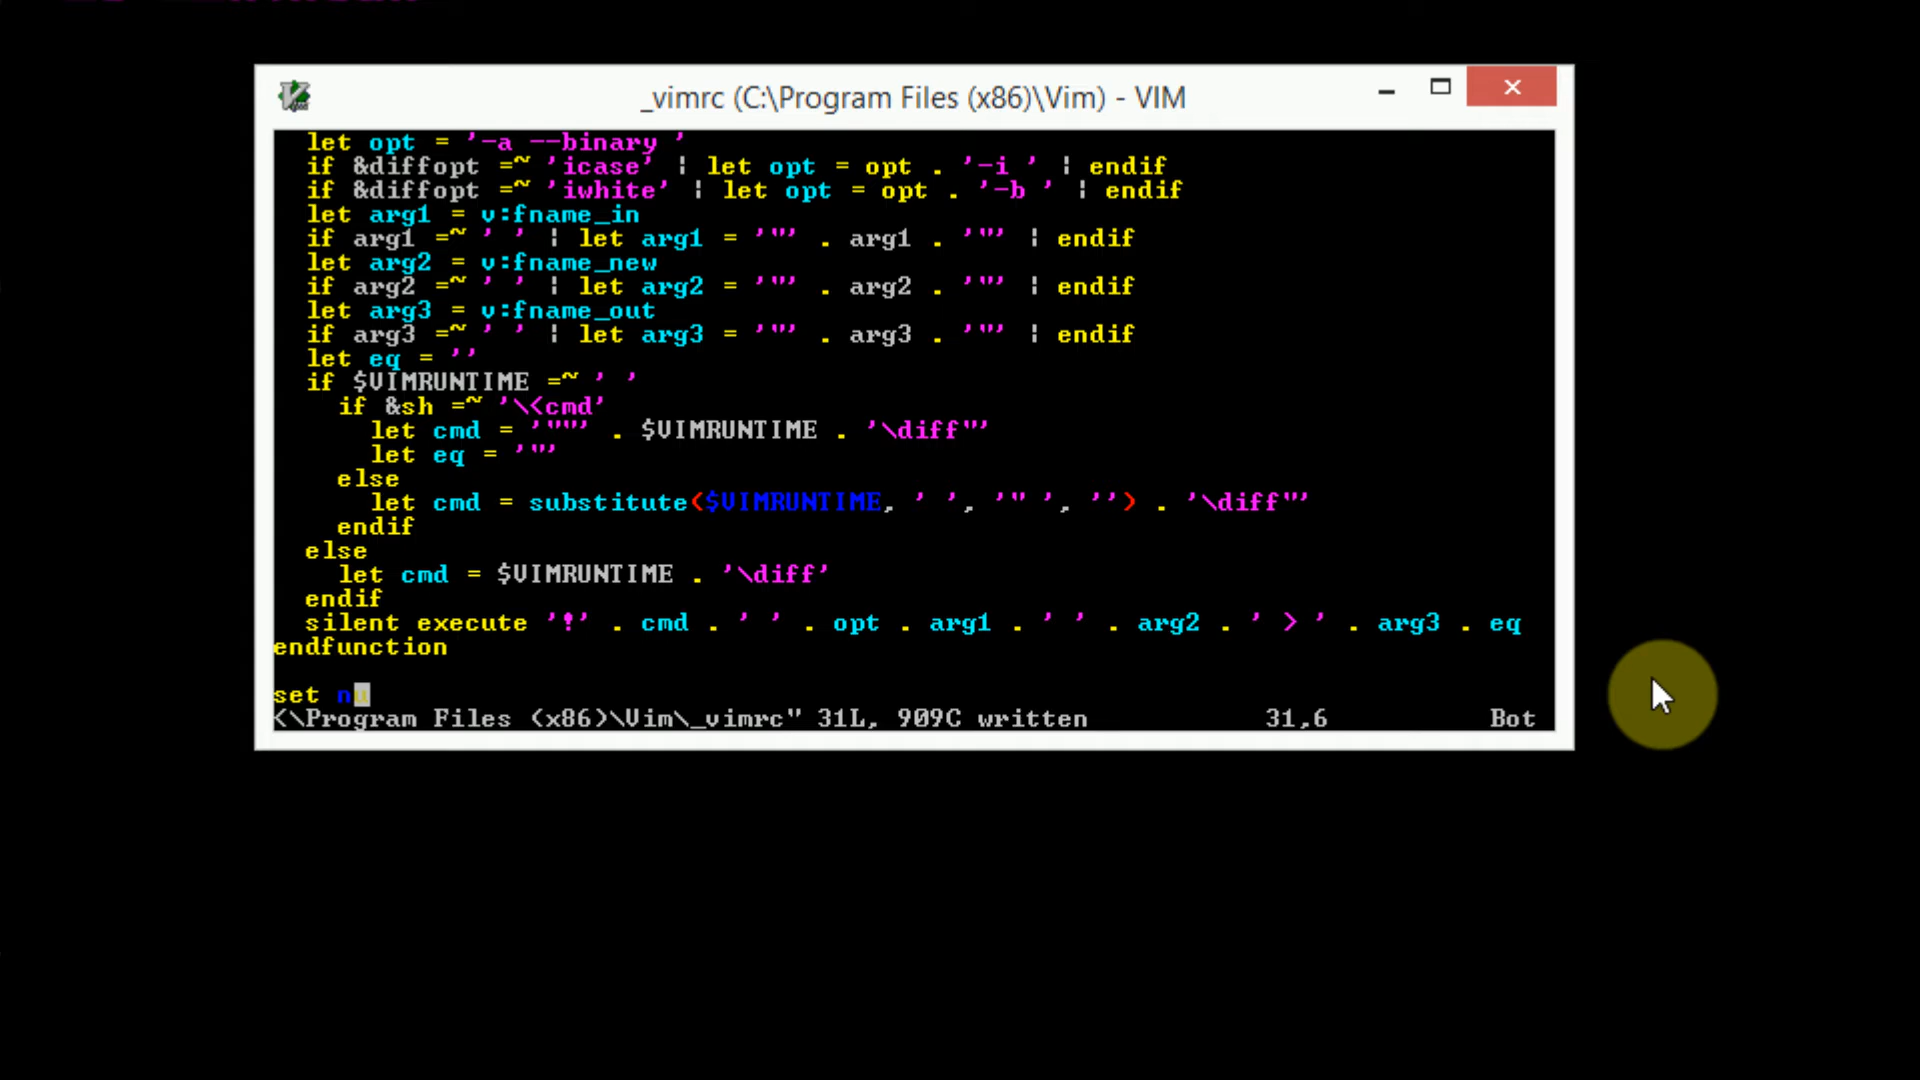 _vimrc (C:\Program Files (x86)\Vim) - VIM
let opt = '-a --binary '
if &diffopt =~ 'icase' | let opt = opt . '-i ' | endif
if &diffopt =~ 'iwhite' | let opt = opt . '-b ' | endif
let arg1 = v:fname_in
if arg1 =~ ' ' | let arg1 = '"' . arg1 . '"' | endif
let arg2 = v:fname_new
if arg2 =~ ' ' | let arg2 = '"' . arg2 . '"' | endif
let arg3 = v:fname_out
if arg3 =~ ' ' | let arg3 = '"' . arg3 . '"' | endif
let eq = ''
if $VIMRUNTIME =~ ' '
if &sh =~ '\<cmd'
let cmd = '""' . $VIMRUNTIME . '\diff"'
let eq = '"'
else
let cmd = substitute($VIMRUNTIME, ' ', '" ', '') . '\diff"'
endif
else
let cmd = $VIMRUNTIME . '\diff'
endif
silent execute '!' . cmd . ' ' . opt . arg1 . ' ' . arg2 . ' > ' . arg3 . eq
endfunction
set nu
<\Program Files (x86)\Vim\_vimrc" 31L, 909C written 31,6 Bot